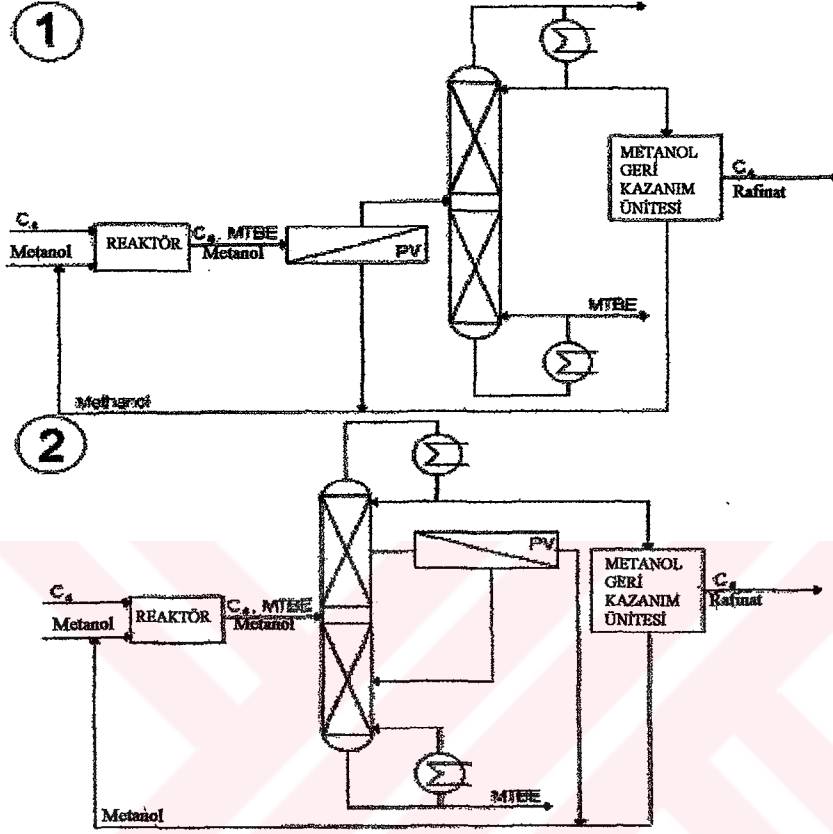 1
METANOL
GERİ
KAZANIM
ÜNİTESİ
C₄
Rafinat
C₄
Metanol
REAKTÖR
C₄, MTBE
Metanol
PV
MTBE
Methanol
2
PV
METANOL
GERİ
KAZANIM
ÜNİTESİ
C₄
Rafinat
C₄
Metanol
REAKTÖR
C₄, MTBE
Metanol
MTBE
Metanol